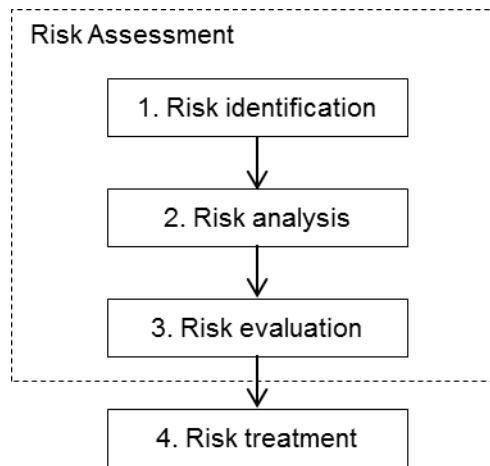 Risk Assessment
1. Risk identification
2. Risk analysis
3. Risk evaluation
4. Risk treatment